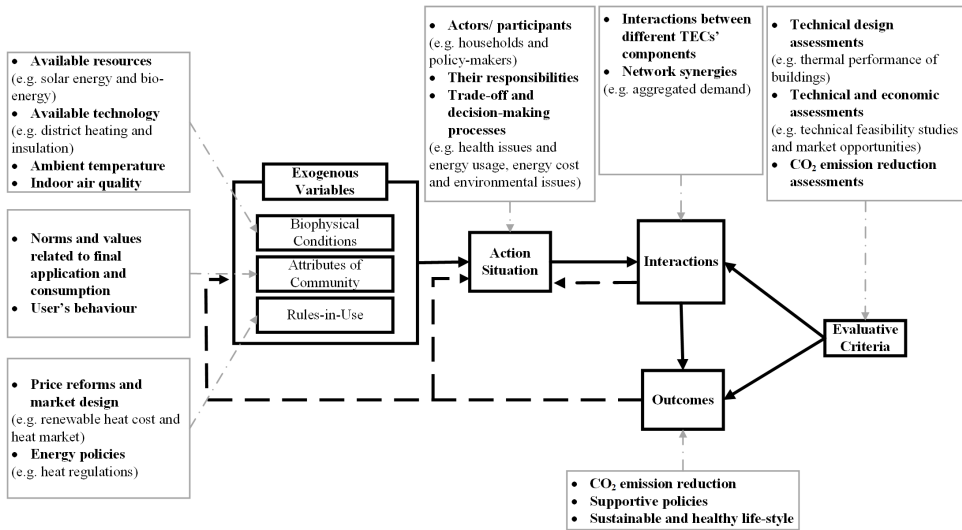 • Available resources
(e.g. solar energy and bio-
energy)
• Available technology
(e.g. district heating and
insulation)
• Ambient temperature
• Indoor air quality
• Norms and values
related to final
application and
consumption
• User's behaviour
• Price reforms and
market design
(e.g. renewable heat cost and
heat market)
• Energy policies
(e.g. heat regulations)
Exogenous
Variables
Biophysical
Conditions
Attributes of
Community
Rules-in-Use
• Actors/ participants
(e.g. households and
policy-makers)
• Their responsibilities
• Trade-off and
decision-making
processes
(e.g. health issues and
energy usage, energy cost
and environmental issues)
Action
Situation
• Interactions between
different TECs'
components
• Network synergies
(e.g. aggregated demand)
Interactions
Outcomes
• CO2 emission reduction
• Supportive policies
• Sustainable and healthy life-style
• Technical design
assessments
(e.g. thermal performance of
buildings)
• Technical and economic
assessments
(e.g. technical feasibility studies
and market opportunities)
• CO2 emission reduction
assessments
Evaluative
Criteria